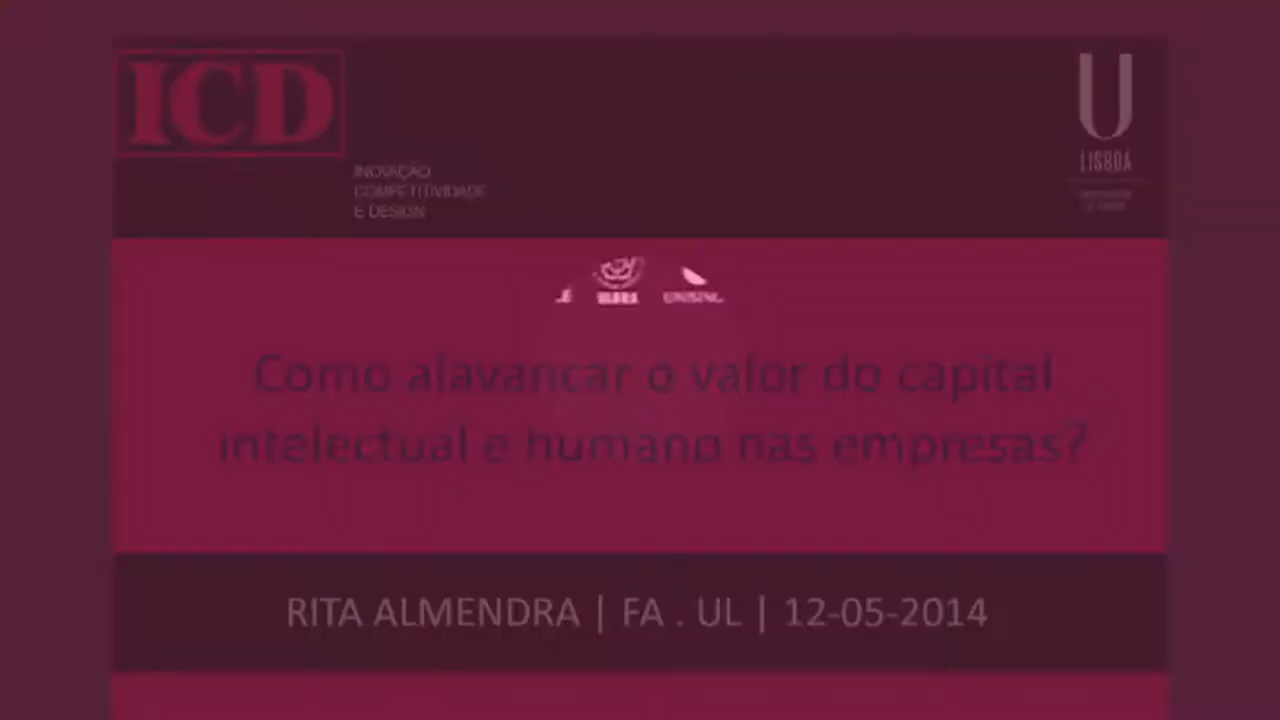 ICD
INOVAÇÃO
COMPETITIVIDADE
E DESIGN
U
LISBOA
Como alavancar o valor do capital
intelectual e humano nas empresas?
RITA ALMENDRA | FA . UL | 12-05-2014